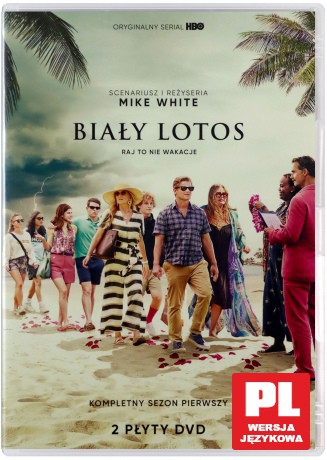 ORYGINALNY SERIAL HBO
SCENARIUSZ I REŻYSERIA
MIKE WHITE
BIAŁY LOTOS
RAJ TO NIE WAKACJE
KOMPLETNY SEZON PIERWSZY
2 PŁYTY DVD
PL
WERSJA
JĘZYKOWA